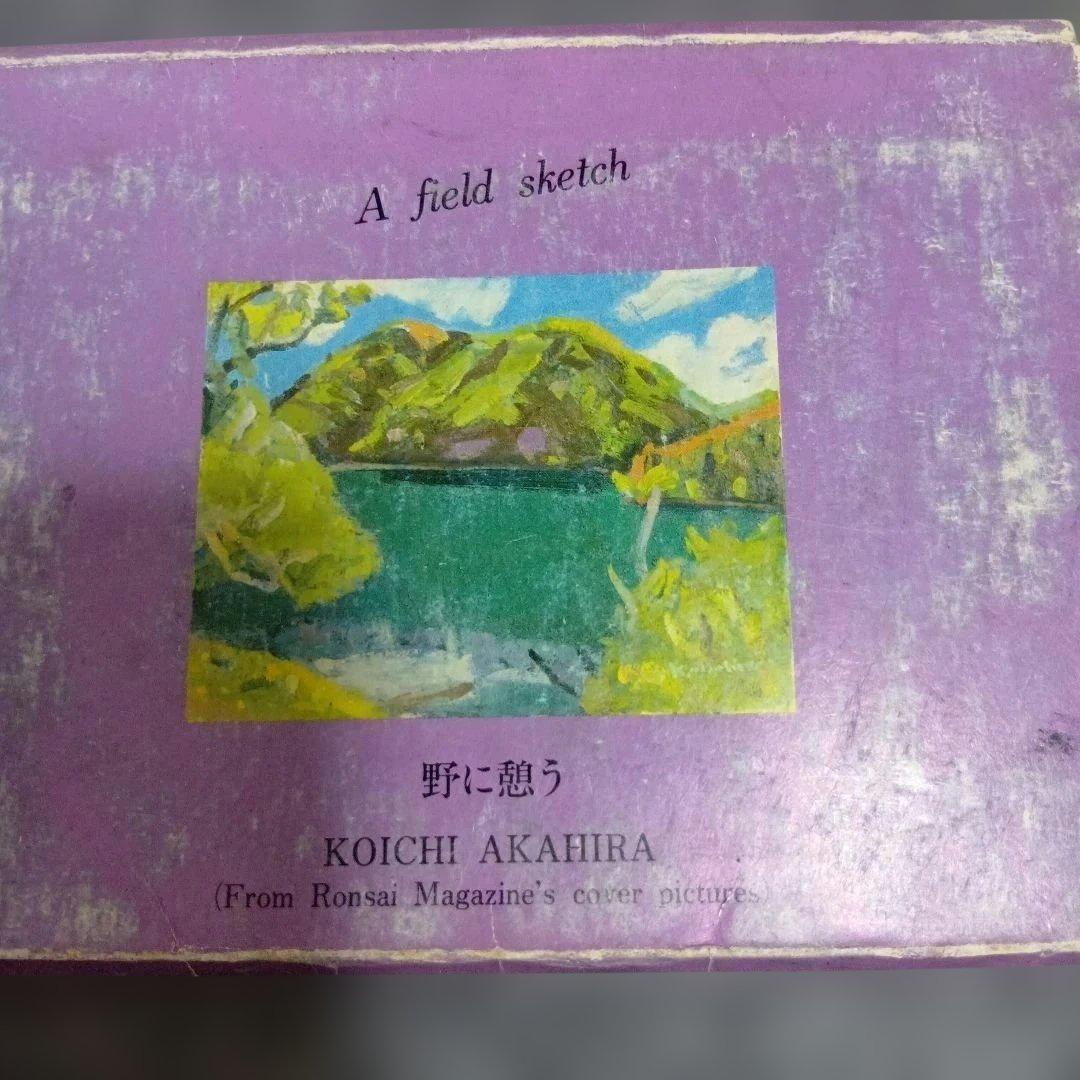 A field sketch
野に憩う
KOICHI AKAHIRA
(From Ronsai Magazine's cover pictures)